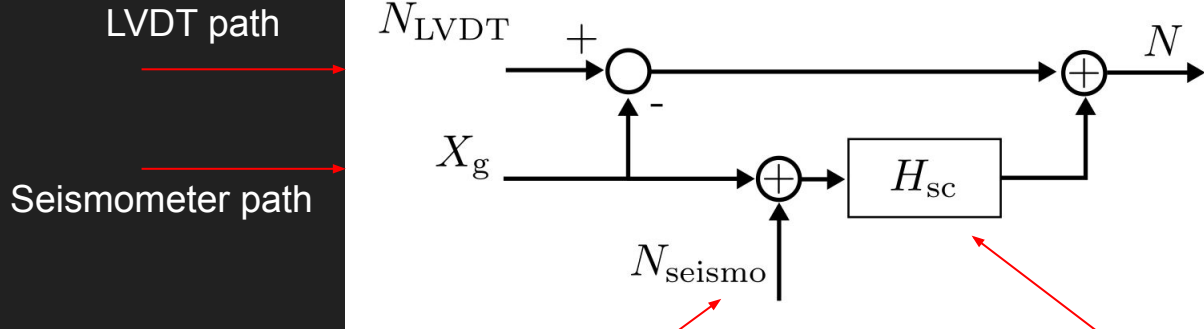 LVDT path
N_LVDT
+
-
+
N
X_g
+
H_sc
Seismometer path
N_seismo